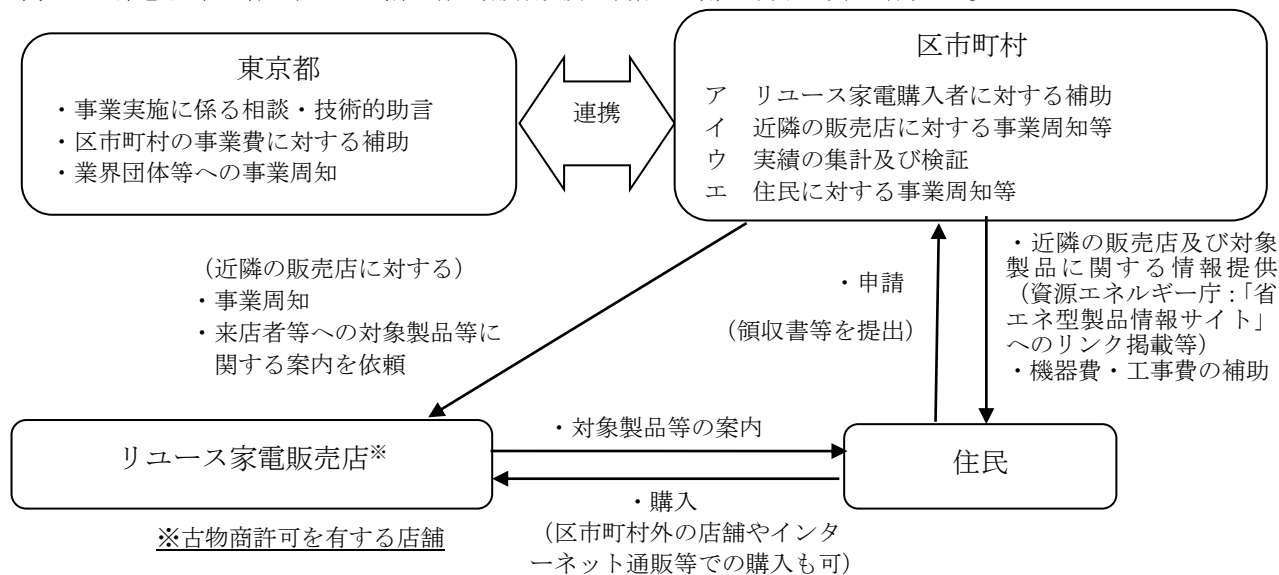 東京都
・事業実施に係る相談・技術的助言
・区市町村の事業費に対する補助
・業界団体等への事業周知
連携
区市町村
ア リユース家電購入者に対する補助
イ 近隣の販売店に対する事業周知等
ウ 実績の集計及び検証
エ 住民に対する事業周知等
（近隣の販売店に対する）
・事業周知
・来店者等への対象製品等に
関する案内を依頼
・申請
（領収書等を提出）
・近隣の販売店及び対象
製品に関する情報提供
（資源エネルギー庁：「省
エネ型製品情報サイト」
へのリンク掲載等）
・機器費・工事費の補助
リユース家電販売店※
・対象製品等の案内
住民
※古物商許可を有する店舗
・購入
（区市町村外の店舗やインタ
ーネット通販等での購入も可）